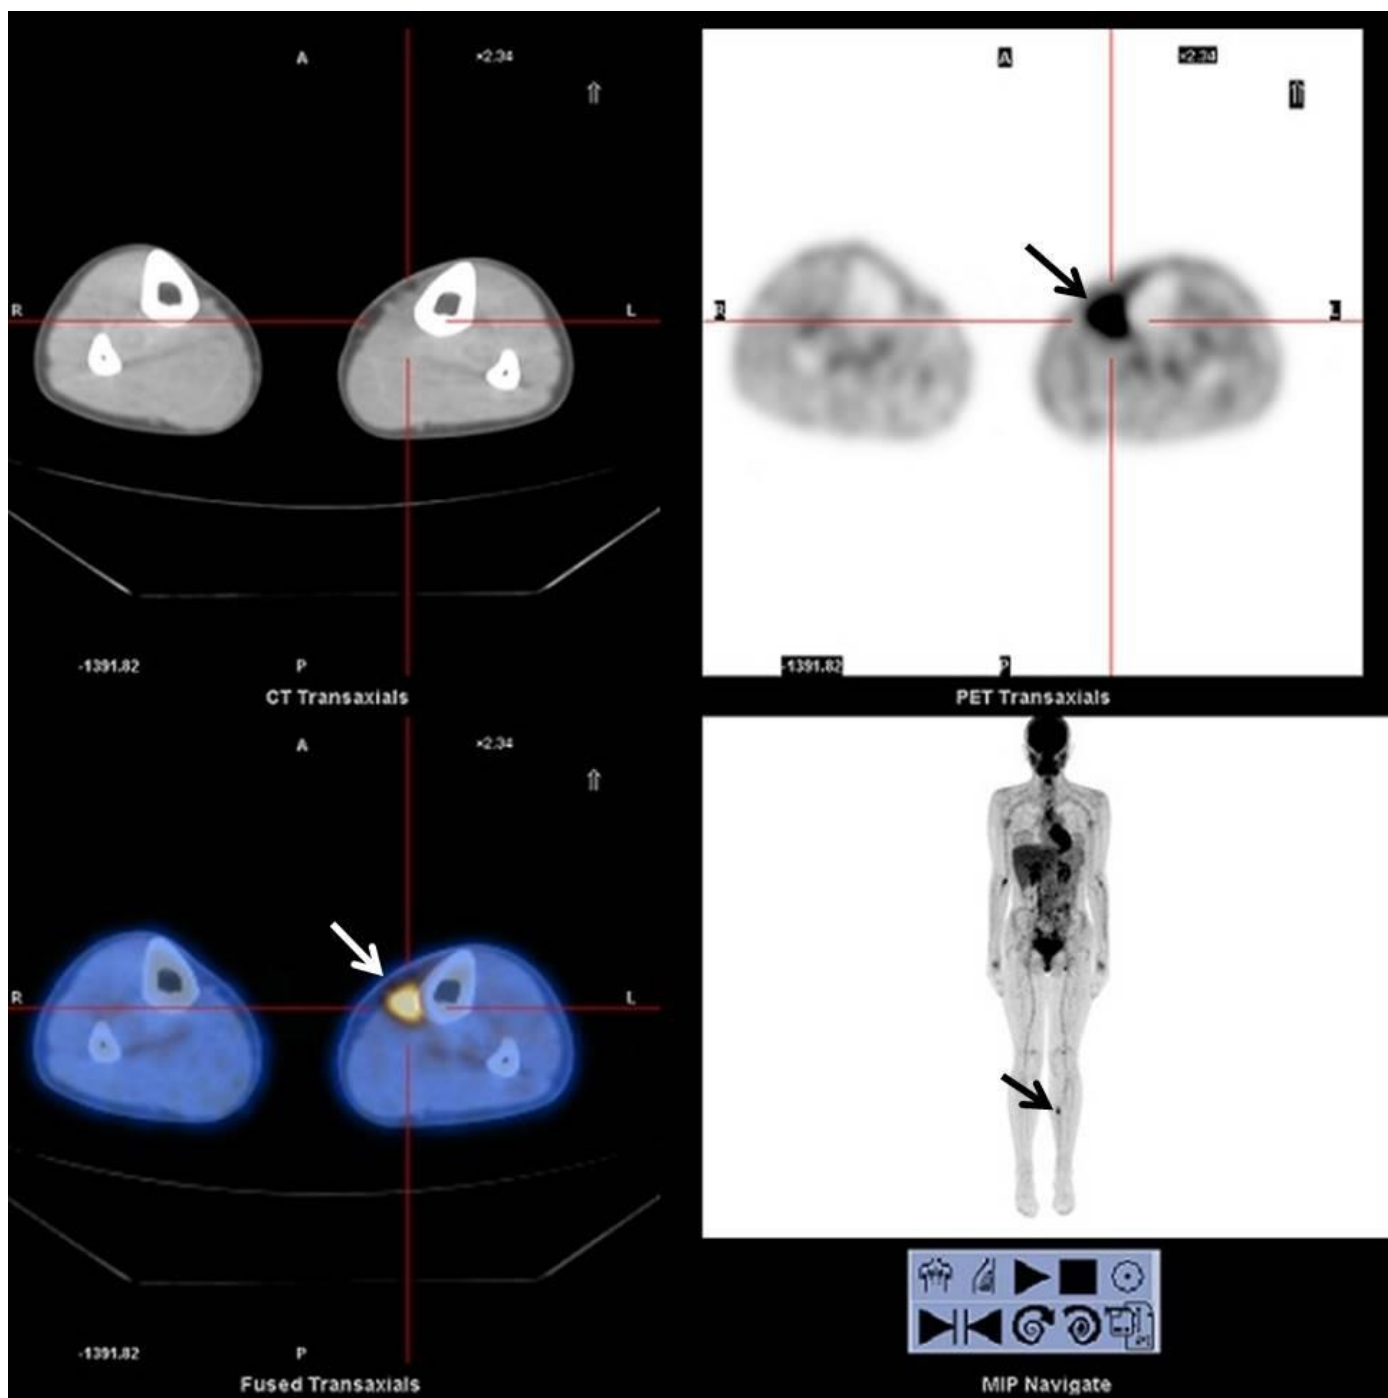 A ×2.34
⇑
R L
-1391.82 P
CT Transaxials
A ×2.34
⇑
R L
-1391.82 P
PET Transaxials
A ×2.34
⇑
R L
-1391.82 P
Fused Transaxials
MIP Navigate